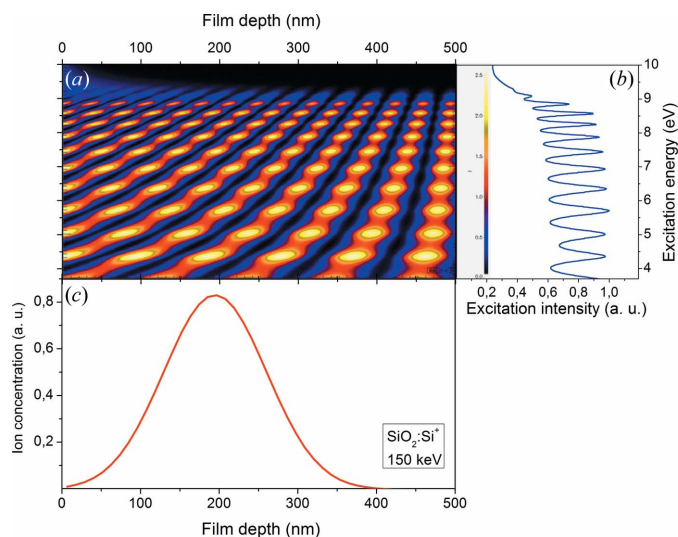 Film depth (nm)
0 100 200 300 400 500
(a)
(b)
2.5
2.0
1.5
1.0
0.5
0.0
10
9
8
7
6
5
4
Excitation energy (eV)
0,2 0,4 0,6 0,8 1,0
Excitation intensity (a. u.)
(c)
Ion concentration (a. u.)
0,8
0,6
0,4
0,2
SiO₂:Si⁺
150 keV
0 100 200 300 400 500
Film depth (nm)